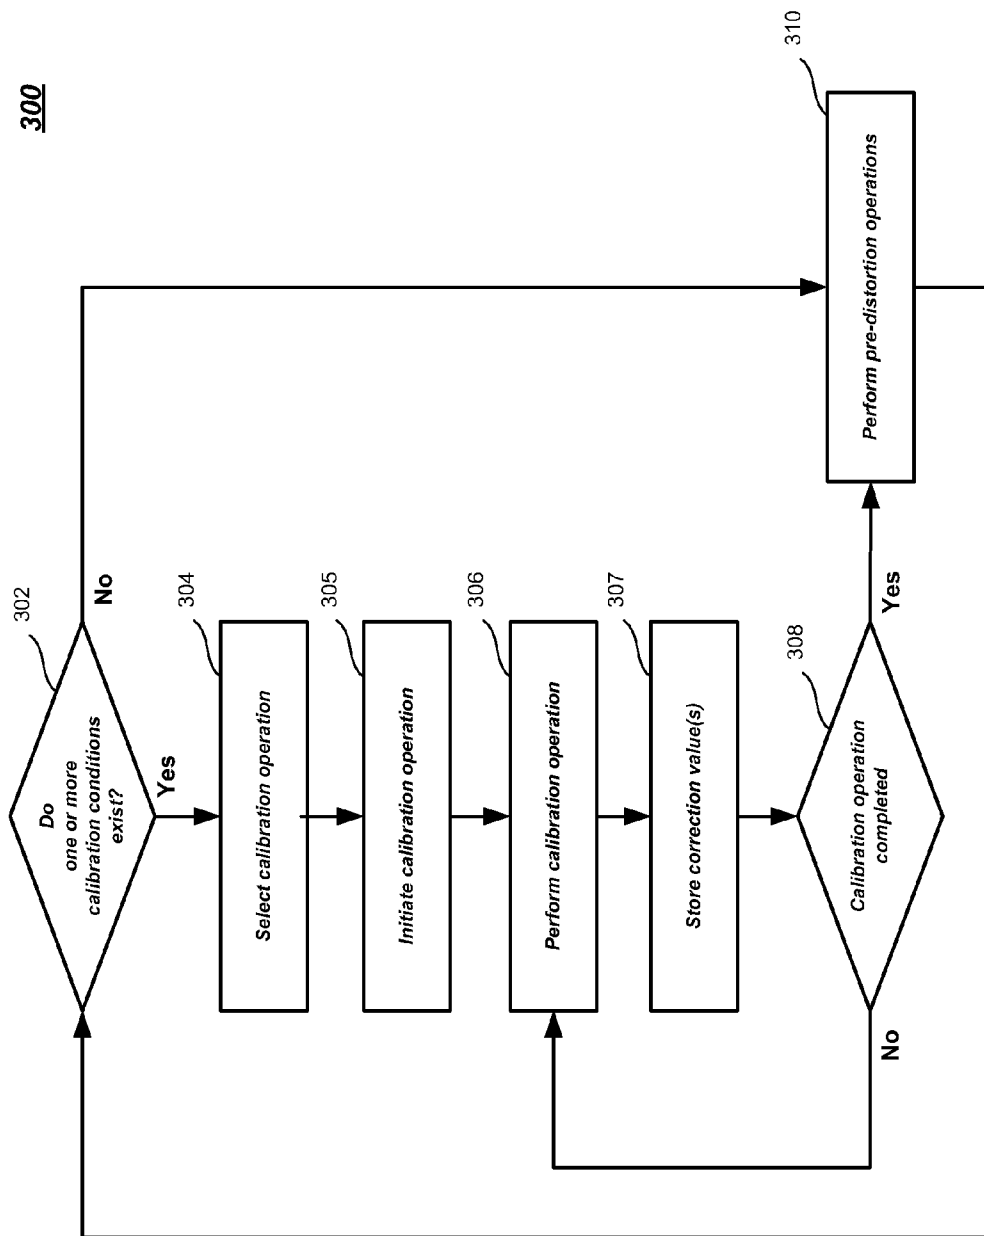 300
302
Do
one or more
calibration conditions
exist?
No
Yes
304
Select calibration operation
305
Initiate calibration operation
306
Perform calibration operation
307
Store correction value(s)
308
Calibration operation
completed
No
Yes
310
Perform pre-distortion operations